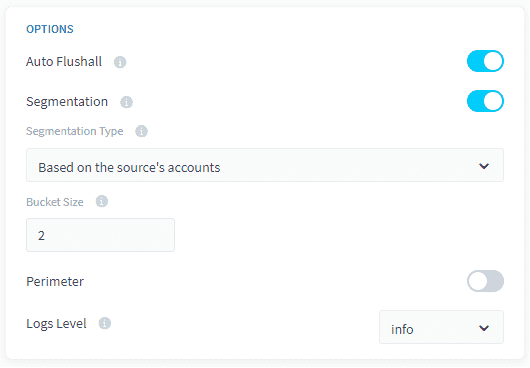 OPTIONS
Auto Flushall
Segmentation
Segmentation Type
Based on the source's accounts
Bucket Size
2
Perimeter
Logs Level
info